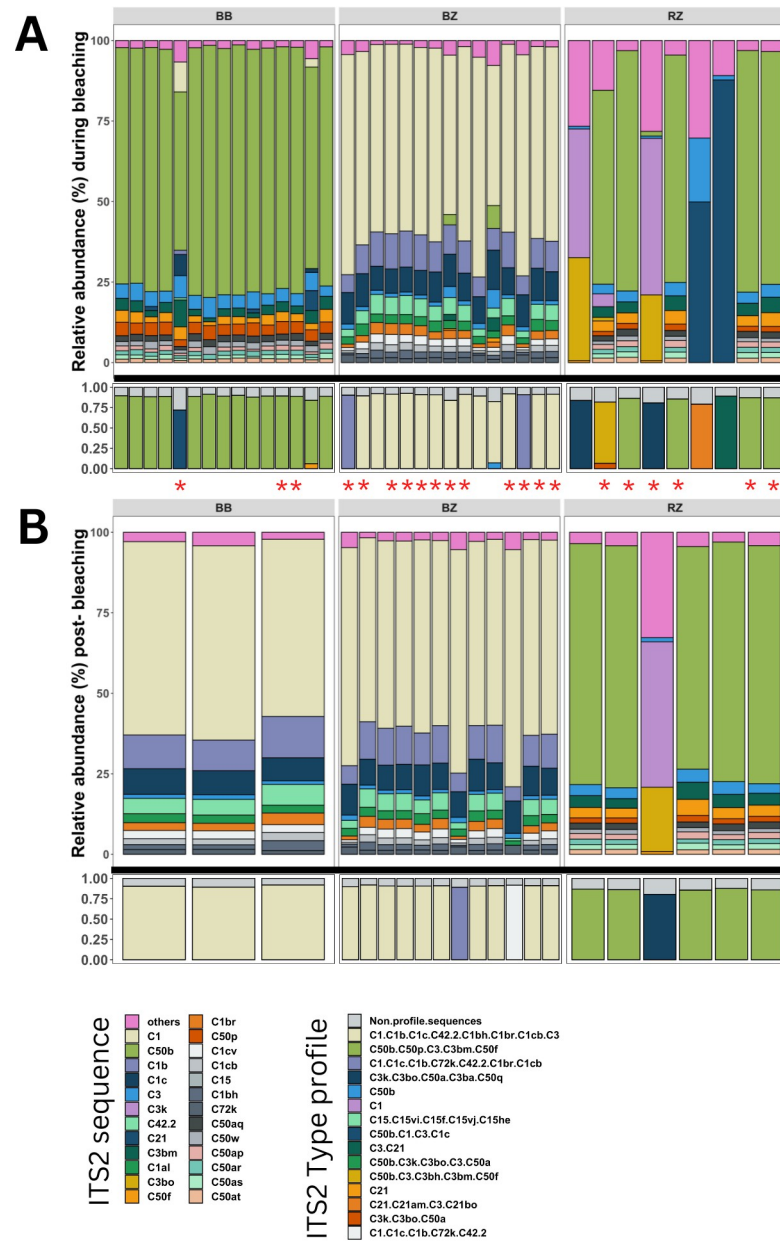 A
BB BZ RZ
Relative abundance (%) during bleaching
100
75
50
25
0
1.00
0.75
0.50
0.25
0.00
* * * * * * * * * * * * * * * * * * * *
B
BB BZ RZ
Relative abundance (%) post- bleaching
100
75
50
25
0
1.00
0.75
0.50
0.25
0.00
ITS2 sequence
others
C1
C50b
C1b
C1c
C3
C3k
C42.2
C21
C3bm
C1al
C3bo
C50f
C1br
C50p
C1cv
C1cb
C15
C1bh
C72k
C50aq
C50w
C50ap
C50ar
C50as
C50at
ITS2 Type profile
Non.profile.sequences
C1.C1b.C1c.C42.2.C1bh.C1br.C1cb.C3
C50b.C50p.C3.C3bm.C50f
C1.C1c.C1b.C72k.C42.2.C1br.C1cb
C3k.C3bo.C50a.C3ba.C50q
C50b
C1
C15.C15vi.C15f.C15vj.C15he
C50b.C1.C3.C1c
C3.C21
C50b.C3k.C3bo.C3.C50a
C50b.C3.C3bh.C3bm.C50f
C21
C21.C21am.C3.C21bo
C3k.C3bo.C50a
C1.C1c.C1b.C72k.C42.2